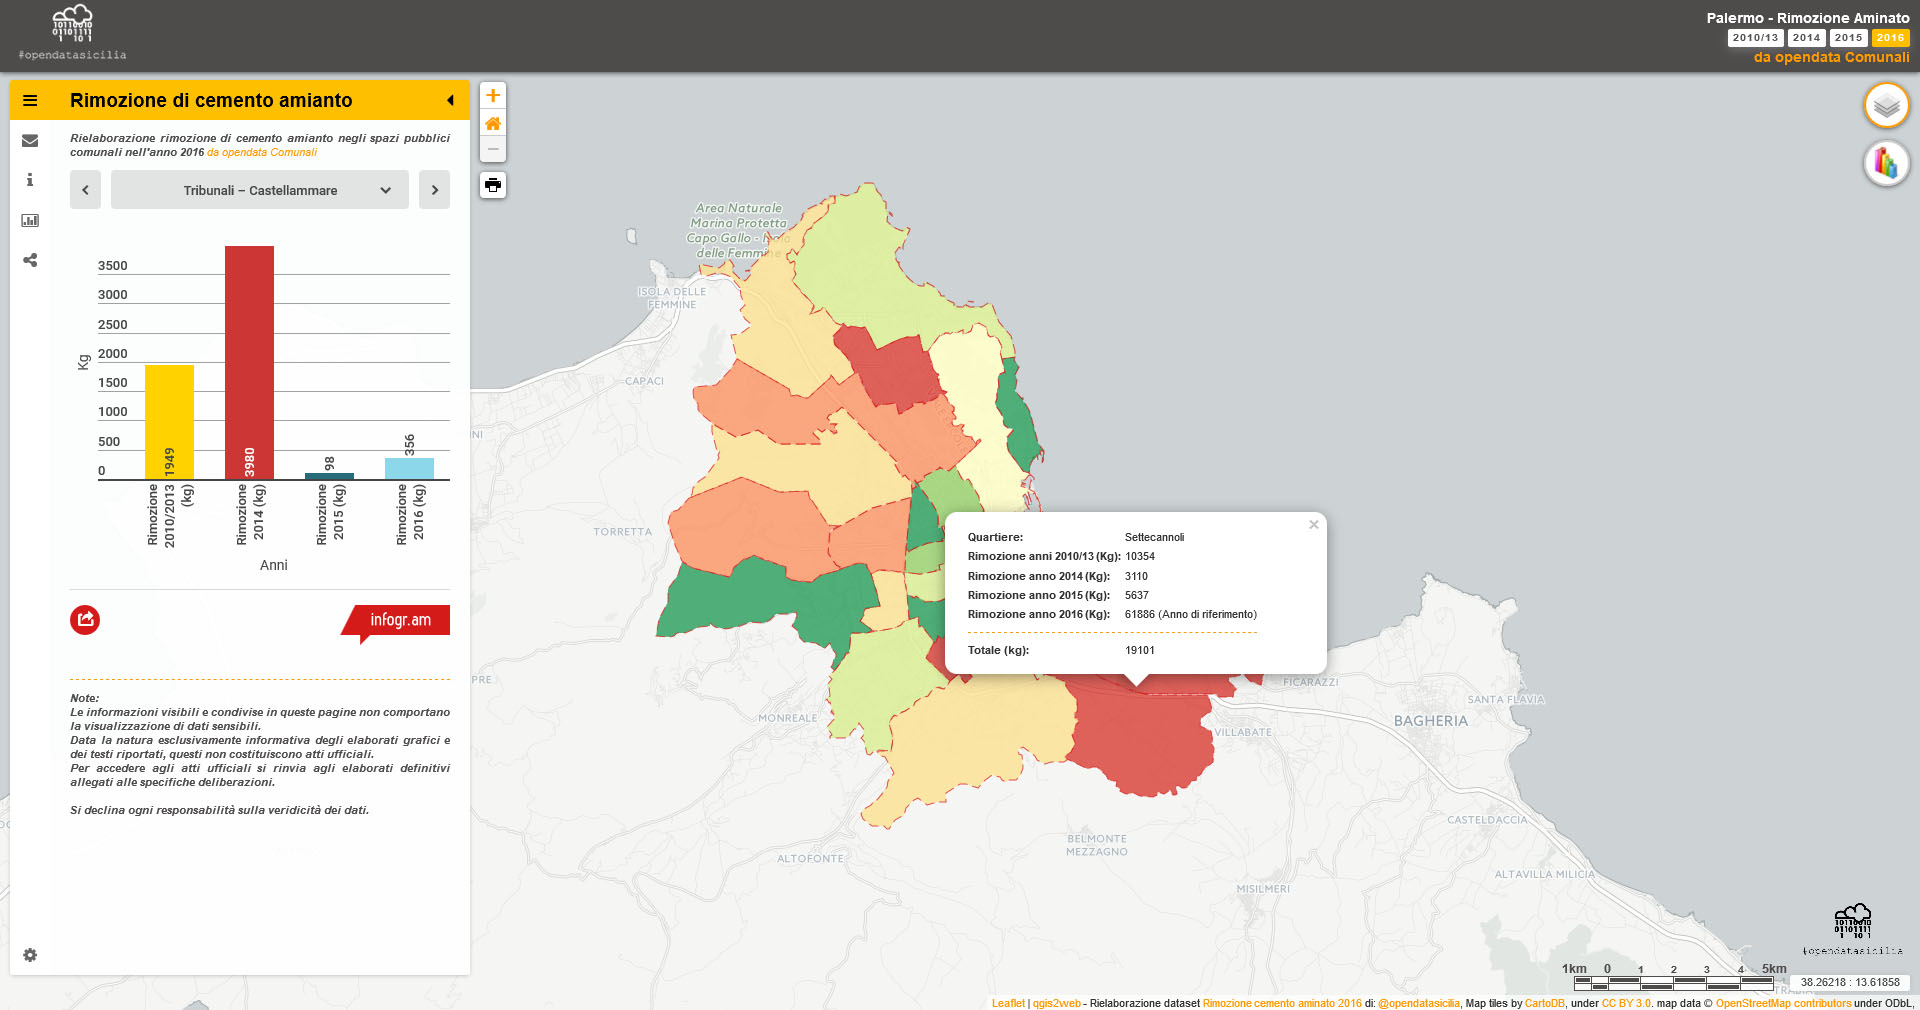 #opendatasicilia
Palermo - Rimozione Aminato
2010/13 2014 2015 2016
da opendata Comunali
Rimozione di cemento amianto
Rielaborazione rimozione di cemento amianto negli spazi pubblici
comunali nell'anno 2016 da opendata Comunali
Tribunali – Castellammare
Kg
3500
3000
2500
2000
1500
1000
500
0
1949
3980
98
356
Rimozione
2010/2013
(kg)
Rimozione
2014 (kg)
Rimozione
2015 (kg)
Rimozione
2016 (kg)
Anni
infogr.am
Note:
Le informazioni visibili e condivise in queste pagine non comportano
la visualizzazione di dati sensibili.
Data la natura esclusivamente informativa degli elaborati grafici e
dei testi riportati, questi non costituiscono atti ufficiali.
Per accedere agli atti ufficiali si rinvia agli elaborati definitivi
allegati alle specifiche deliberazioni.
Si declina ogni responsabilità sulla veridicità dei dati.
Area Naturale
Marina Protetta
Capo Gallo - Isola
delle Femmine
ISOLA DELLE
FEMMINE
CAPACI
INI
TORRETTA
PRE
MONREALE
ALTOFONTE
BELMONTE
MEZZAGNO
MISILMERI
VILLABATE
FICARAZZI
BAGHERIA
SANTA FLAVIA
CASTELDACCIA
ALTAVILLA MILICIA
Quartiere: Settecannoli
Rimozione anni 2010/13 (Kg): 10354
Rimozione anno 2014 (Kg): 3110
Rimozione anno 2015 (Kg): 5637
Rimozione anno 2016 (Kg): 61886 (Anno di riferimento)
Totale (kg): 19101
#opendatasicilia
1km 0 1 2 3 4 5km
38.26218 : 13.61858
Leaflet | qgis2web - Rielaborazione dataset Rimozione cemento aminato 2016 di: @opendatasicilia, Map tiles by CartoDB, under CC BY 3.0. map data © OpenStreetMap contributors under ODbL,